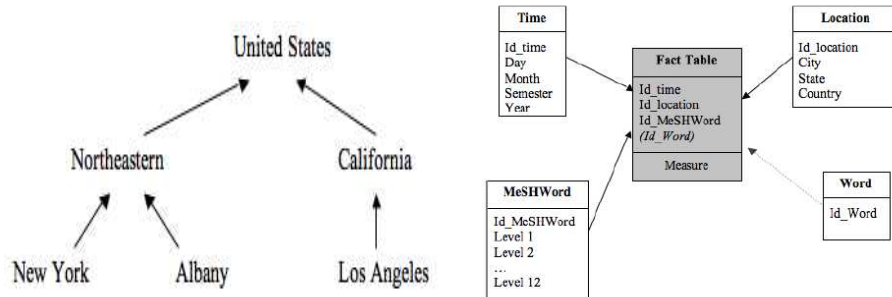 United States
Northeastern
California
New York
Albany
Los Angeles
Time
Id_time
Day
Month
Semester
Year
Fact Table
Id_time
Id_location
Id_MeSHWord
(Id_Word)
Measure
Location
Id_location
City
State
Country
MeSHWord
Id_MeSHWord
Level 1
Level 2
...
Level 12
Word
Id_Word